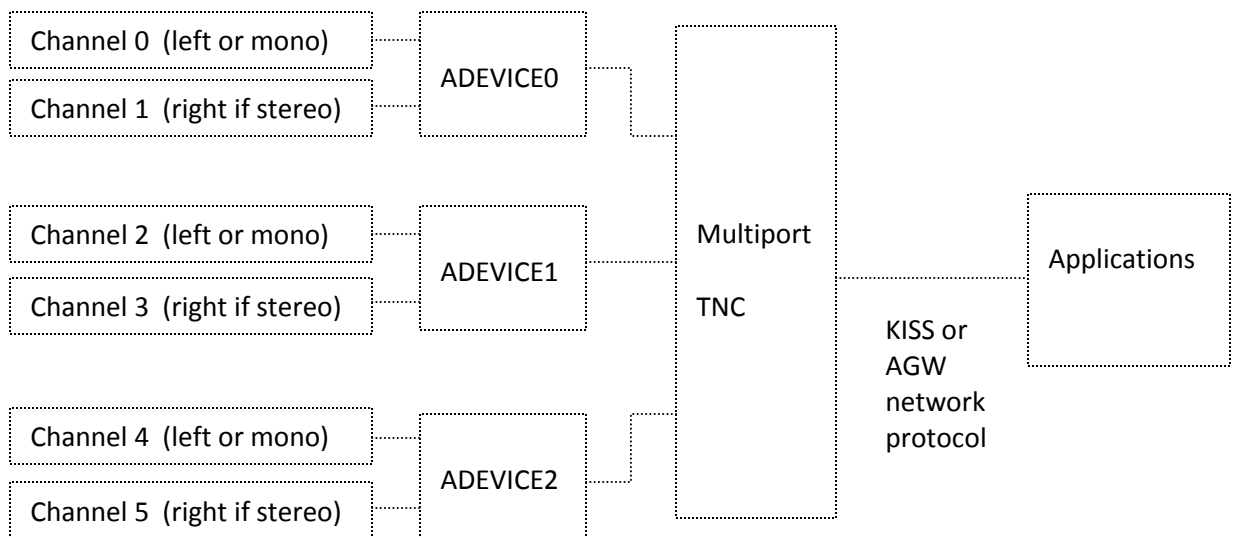 Channel 0 (left or mono)
Channel 1 (right if stereo)
ADEVICE0
Channel 2 (left or mono)
Channel 3 (right if stereo)
ADEVICE1
Channel 4 (left or mono)
Channel 5 (right if stereo)
ADEVICE2
Multiport
TNC
KISS or
AGW
network
protocol
Applications